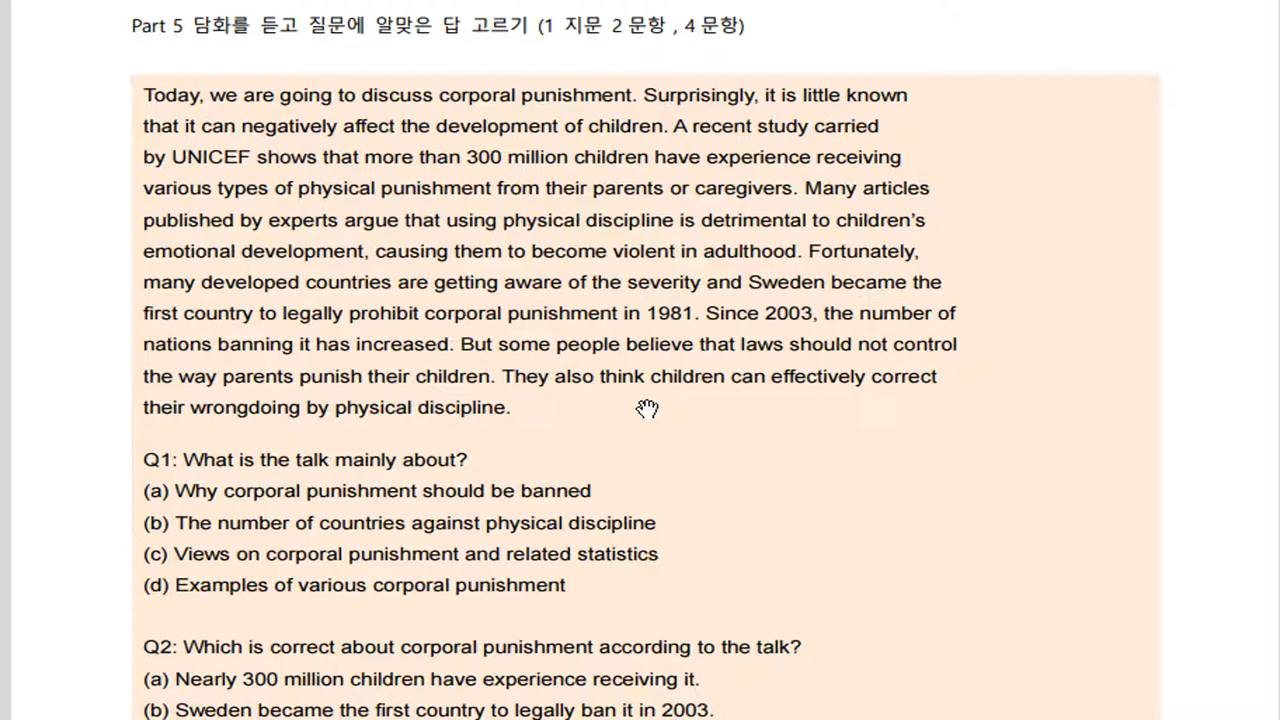 Part 5 담화를 듣고 질문에 알맞은 답 고르기 (1 지문 2 문항 , 4 문항)
Today, we are going to discuss corporal punishment. Surprisingly, it is little known
that it can negatively affect the development of children. A recent study carried
by UNICEF shows that more than 300 million children have experience receiving
various types of physical punishment from their parents or caregivers. Many articles
published by experts argue that using physical discipline is detrimental to children’s
emotional development, causing them to become violent in adulthood. Fortunately,
many developed countries are getting aware of the severity and Sweden became the
first country to legally prohibit corporal punishment in 1981. Since 2003, the number of
nations banning it has increased. But some people believe that laws should not control
the way parents punish their children. They also think children can effectively correct
their wrongdoing by physical discipline.
Q1: What is the talk mainly about?
(a) Why corporal punishment should be banned
(b) The number of countries against physical discipline
(c) Views on corporal punishment and related statistics
(d) Examples of various corporal punishment
Q2: Which is correct about corporal punishment according to the talk?
(a) Nearly 300 million children have experience receiving it.
(b) Sweden became the first country to legally ban it in 2003.